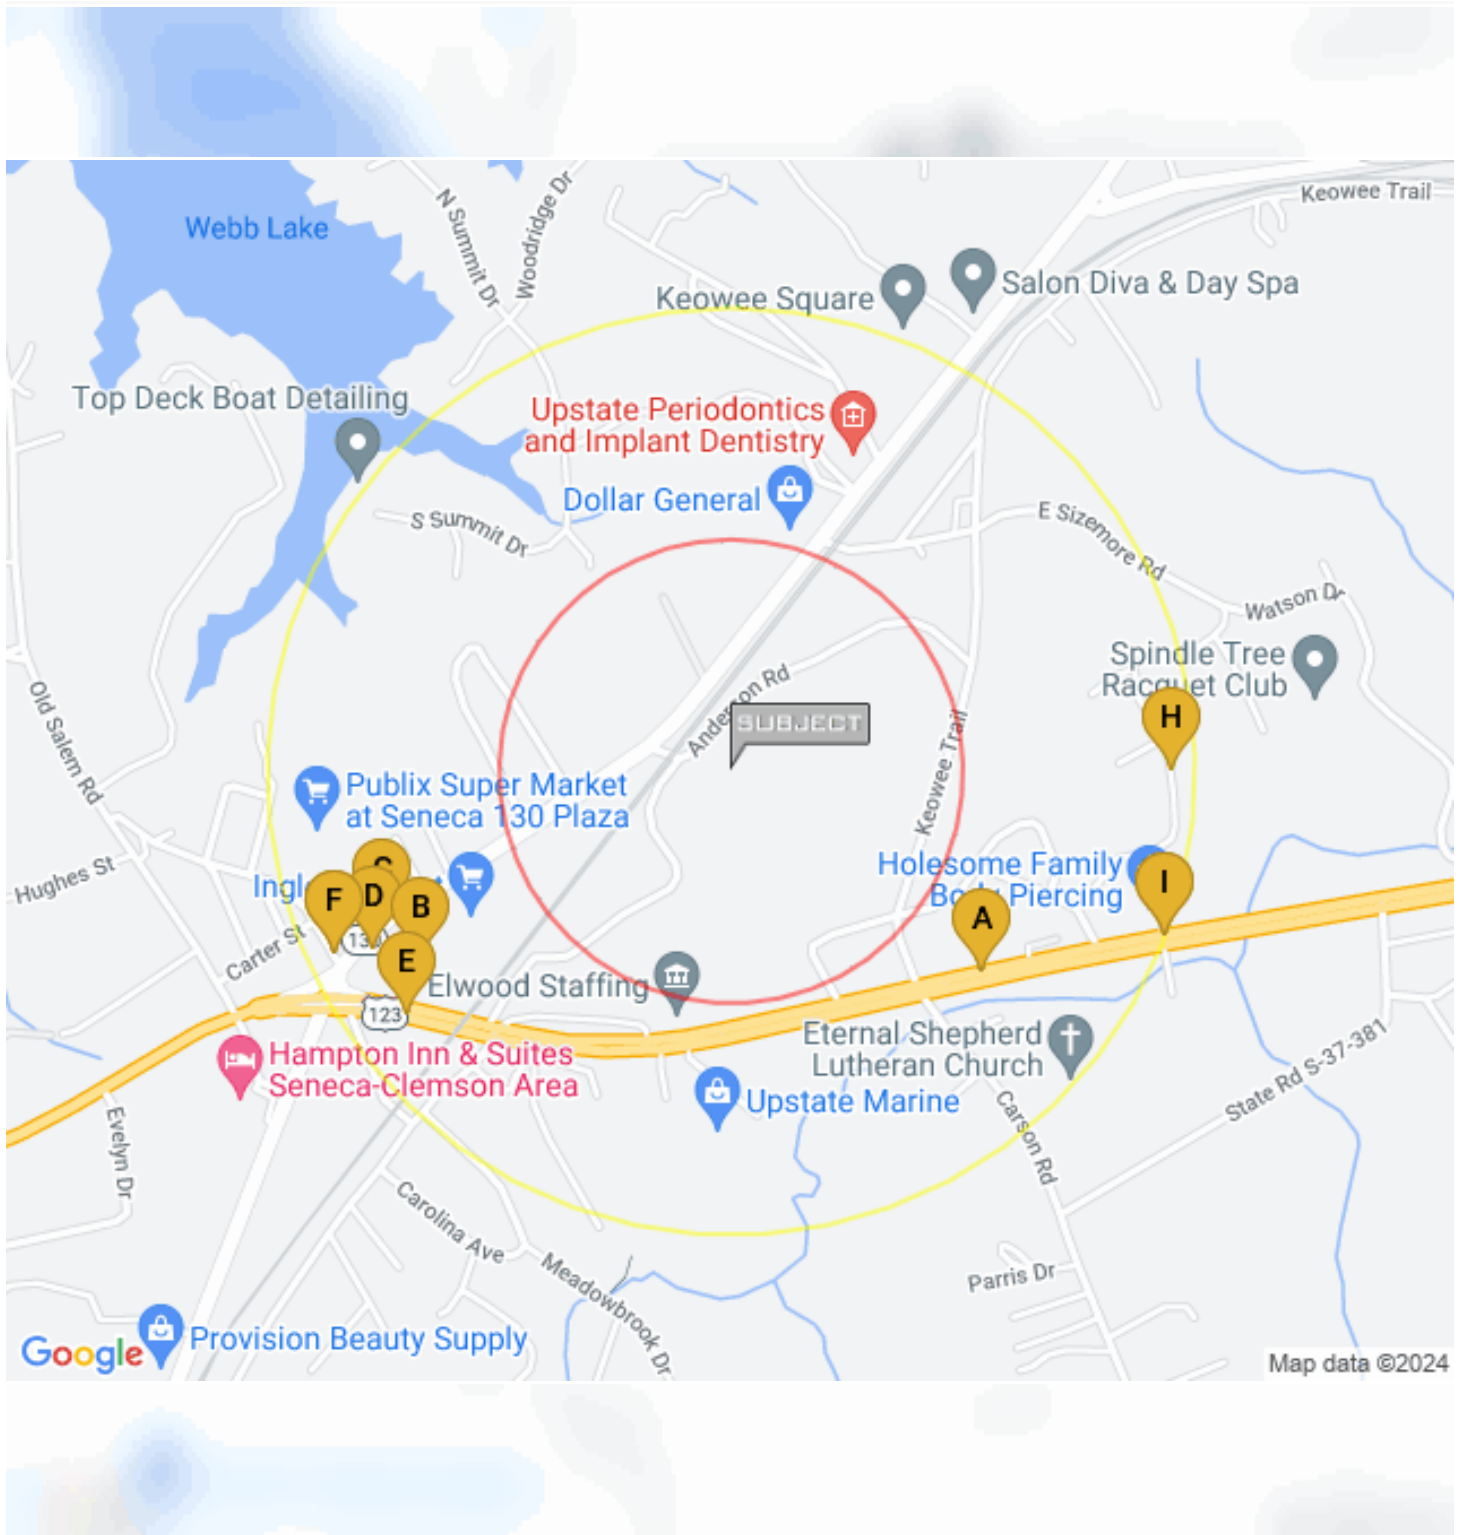 Keowee Trail
Webb Lake
N Summit Dr
Woodridge Dr
Keowee Square
Salon Diva & Day Spa
Top Deck Boat Detailing
Upstate Periodontics
and Implant Dentistry
Dollar General
S Summit Dr
E Sizemore Rd
Watson
Spindle Tree
Racquet Club
Old Salem Rd
Anderson Rd
SUBJECT
Keowee Trail
H
Publix Super Market
at Seneca 130 Plaza
Hughes St
F
D
B
E
Carter St
Holesome Family
Piercing
A
I
Elwood Staffing
123
Eternal Shepherd
Lutheran Church
Hampton Inn & Suites
Seneca-Clemson Area
Upstate Marine
State Rd S-37-381
Evelyn Dr
Carson Rd
Carolina Ave
Meadowbrook Dr
Parris Dr
Provision Beauty Supply
Google
Map data ©2024